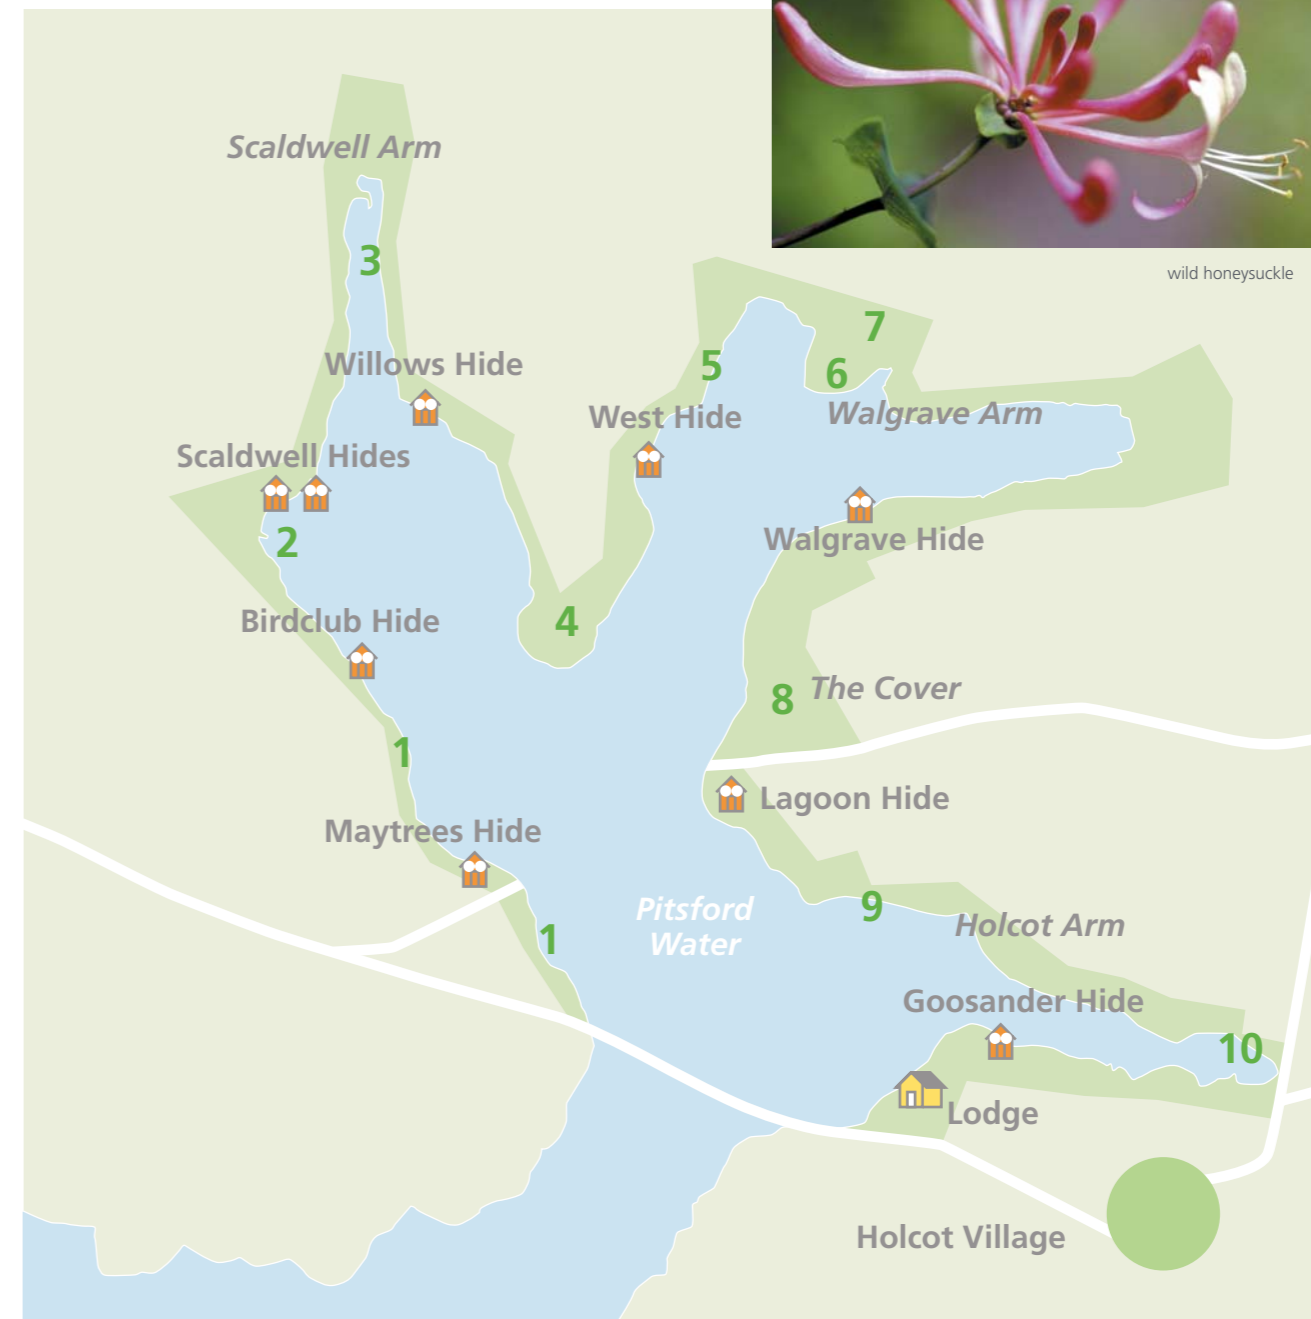 Scaldwell Arm
3
wild honeysuckle
7
Willows Hide
5
6
West Hide
Walgrave Arm
Scaldwell Hides
2
Walgrave Hide
Birdclub Hide
4
8
The Cover
1
Lagoon Hide
Maytrees Hide
9
Pitsford
Water
1
Holcot Arm
Goosander Hide
10
Lodge
Holcot Village